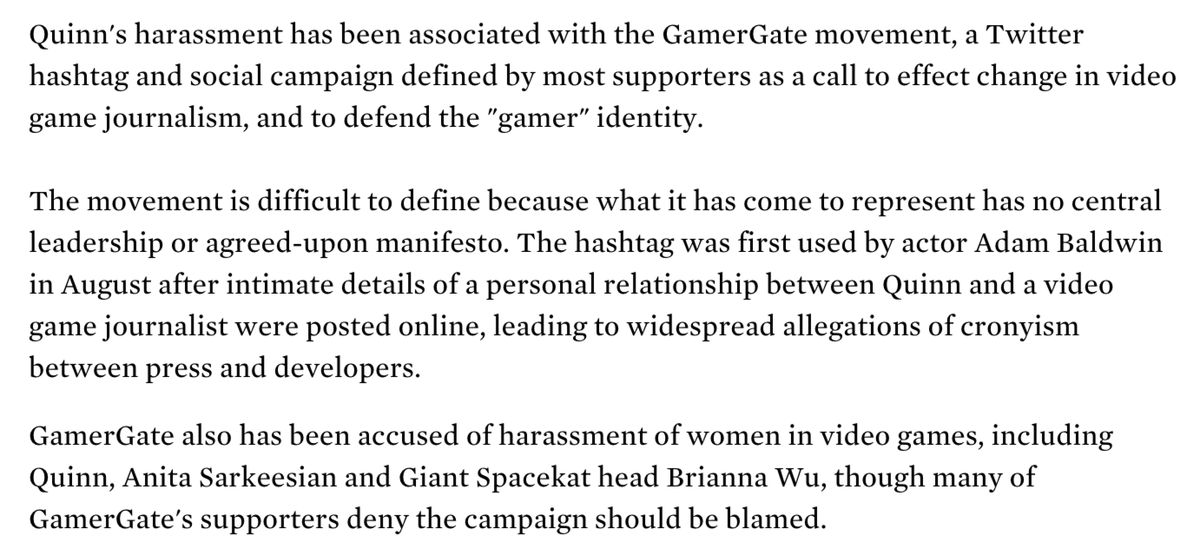 Quinn's harassment has been associated with the GamerGate movement, a Twitter
hashtag and social campaign defined by most supporters as a call to effect change in video
game journalism, and to defend the "gamer" identity.
The movement is difficult to define because what it has come to represent has no central
leadership or agreed-upon manifesto. The hashtag was first used by actor Adam Baldwin
in August after intimate details of a personal relationship between Quinn and a video
game journalist were posted online, leading to widespread allegations of cronyism
between press and developers.
GamerGate also has been accused of harassment of women in video games, including
Quinn, Anita Sarkeesian and Giant Spacekat head Brianna Wu, though many of
GamerGate's supporters deny the campaign should be blamed.